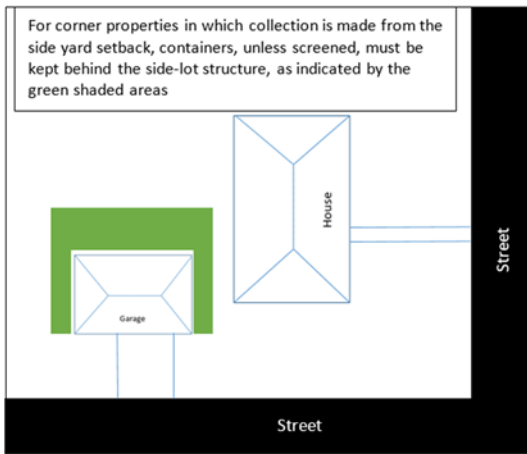 For corner properties in which collection is made from the
side yard setback, containers, unless screened, must be
kept behind the side-lot structure, as indicated by the
green shaded areas
House
Street
Garage
Street